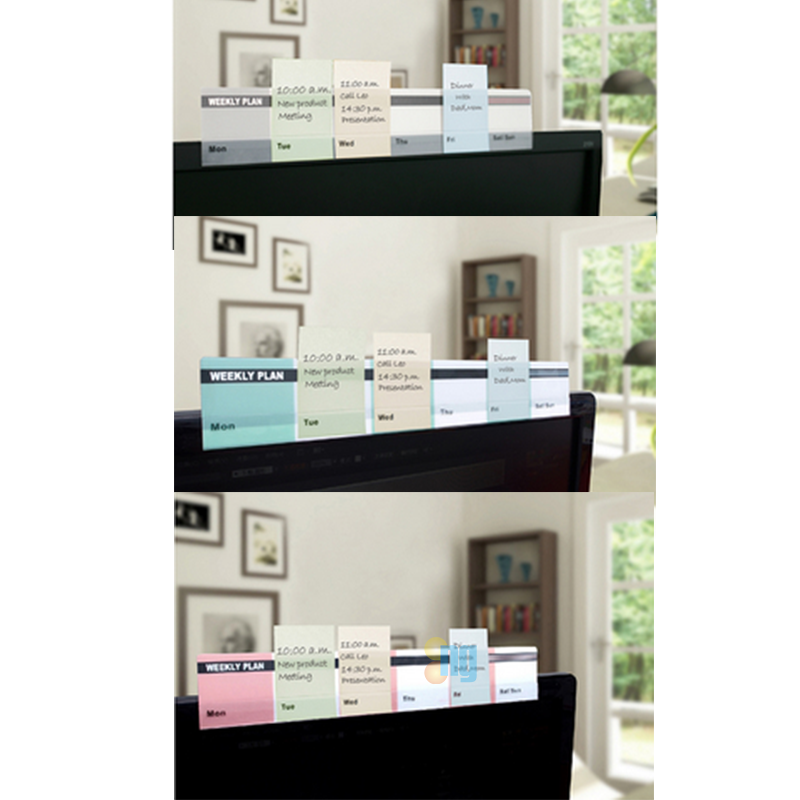 WEEKLY PLAN
10:00 a.m.
New product
Meeting
11:00 a.m.
Call Leo
14:30 p.m.
Presentation
Dinner
With
Dad,Mom
Mon
Tue
Wed
Thu
Fri
Sat Sun
WEEKLY PLAN
10:00 a.m.
New product
Meeting
11:00 a.m.
Call Leo
14:30 p.m.
Presentation
Dinner
With
Dad,Mom
Mon
Tue
Wed
Thu
Fri
Sat Sun
WEEKLY PLAN
10:00 a.m.
New product
Meeting
11:00 a.m.
Call Leo
14:30 p.m.
Presentation
Dinner
With
Dad,Mom
Mon
Tue
Wed
Thu
Fri
Sat Sun